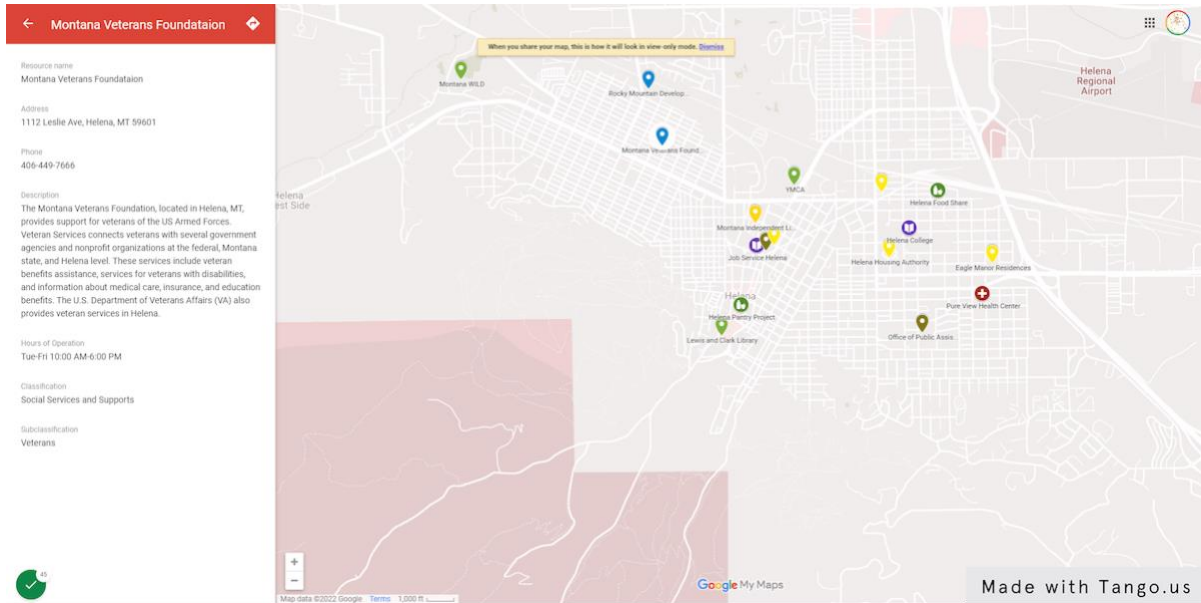 Montana Veterans Foundataion
Resource name
Montana Veterans Foundataion
Address
1112 Leslie Ave, Helena, MT 59601
Phone
406-449-7666
Description
The Montana Veterans Foundation, located in Helena, MT,
provides support for veterans of the US Armed Forces.
Veteran Services connects veterans with several government
agencies and nonprofit organizations at the federal, Montana
state, and Helena level. These services include veteran
benefits assistance, services for veterans with disabilities,
and information about medical care, insurance, and education
benefits. The U.S. Department of Veterans Affairs (VA) also
provides veteran services in Helena.
Hours of Operation
Tue-Fri 10:00 AM-6:00 PM
Classification
Social Services and Supports
Subclassification
Veterans
45
When you share your map, this is how it will look in view-only mode. Dismiss
Montana WILD
Rocky Mountain Develop...
Helena
Regional
Airport
Montana Veterans Found...
YMCA
Helena
est Side
Helena Food Share
Montana Independent Li...
Helena College
Job Service Helena
Helena Housing Authority
Eagle Manor Residences
Helena
Pure View Health Center
Helena Pantry Project
Lewis and Clark Library
Office of Public Assis...
+
−
Google My Maps
Map data ©2022 Google Terms 1,000 ft
Made with Tango.us